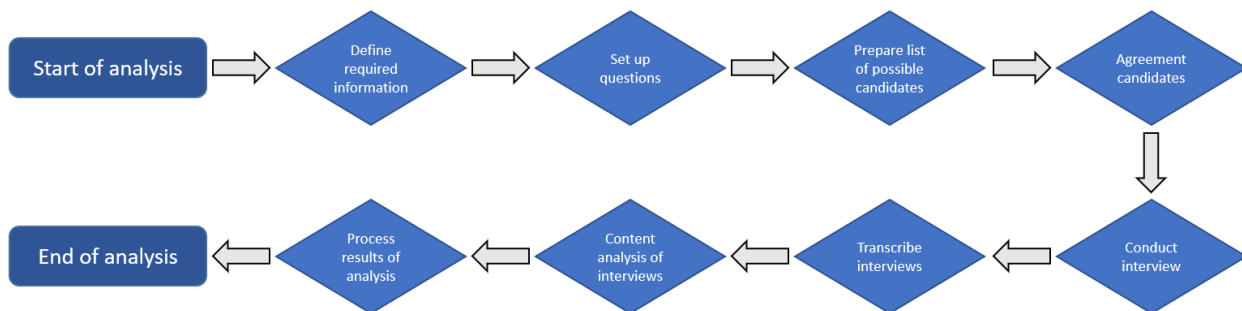 Start of analysis
Define
required
information
Set up
questions
Prepare list
of possible
candidates
Agreement
candidates
Conduct
interview
Transcribe
interviews
Content
analysis of
interviews
Process
results of
analysis
End of analysis